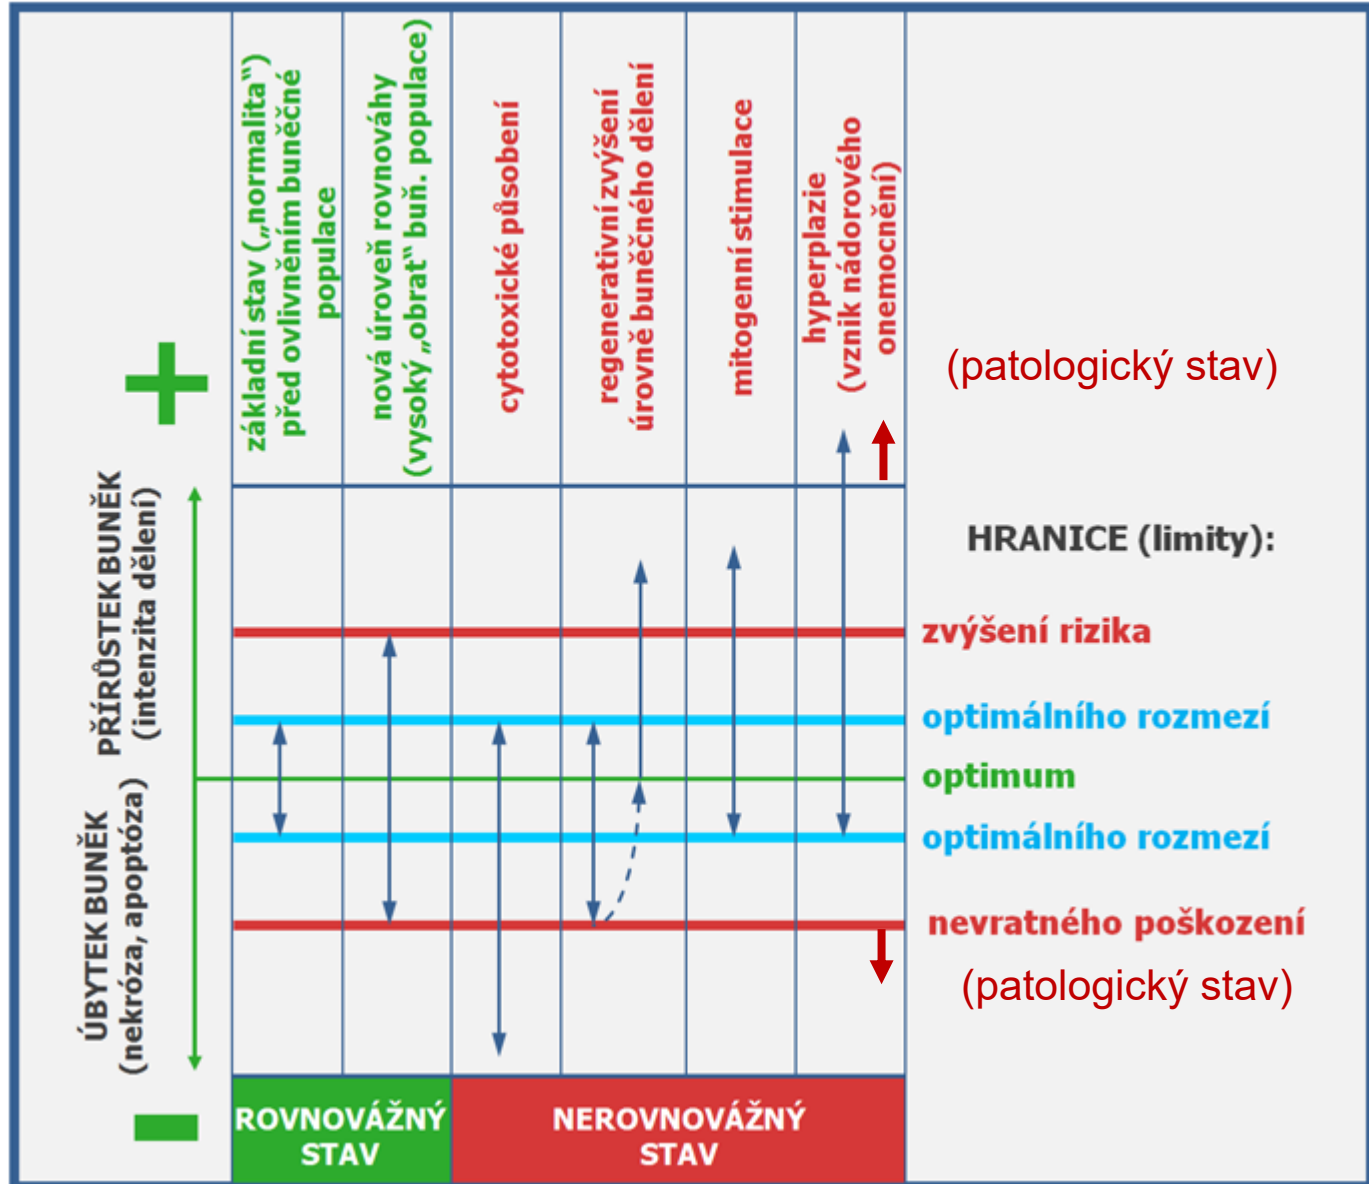 základní stav („normalita“)
před ovlivněním buněčné
populace
nová úroveň rovnováhy
(vysoký „obrat“ buň. populace)
cytotoxické působení
regenerativní zvýšení
úrovně buněčného dělení
mitogenní stimulace
hyperplazie
(vznik nádorového
onemocnění)
+
(patologický stav)
PŘÍRŮSTEK BUNĚK
(intenzita dělení)
HRANICE (limity):
zvýšení rizika
optimálního rozmezí
optimum
optimálního rozmezí
ÚBYTEK BUNĚK
(nekróza, apoptóza)
nevratného poškození
(patologický stav)
−
ROVNOVÁŽNÝ
STAV
NEROVNOVÁŽNÝ
STAV